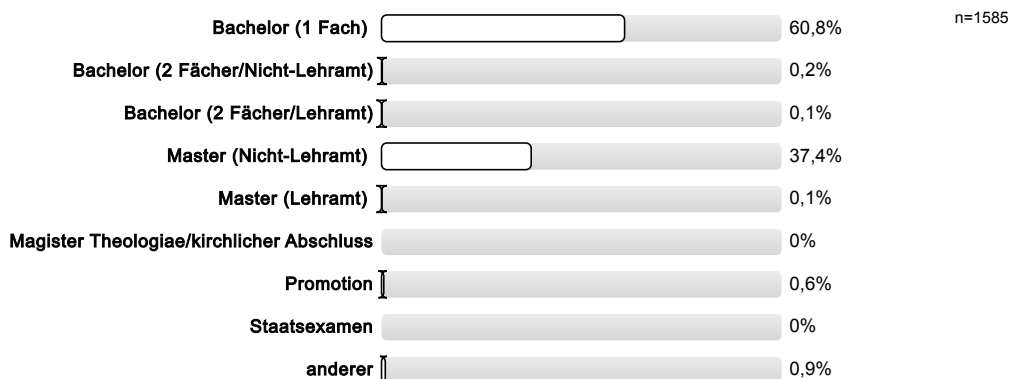 Bachelor (1 Fach) 60,8% n=1585
Bachelor (2 Fächer/Nicht-Lehramt) 0,2%
Bachelor (2 Fächer/Lehramt) 0,1%
Master (Nicht-Lehramt) 37,4%
Master (Lehramt) 0,1%
Magister Theologiae/kirchlicher Abschluss 0%
Promotion 0,6%
Staatsexamen 0%
anderer 0,9%